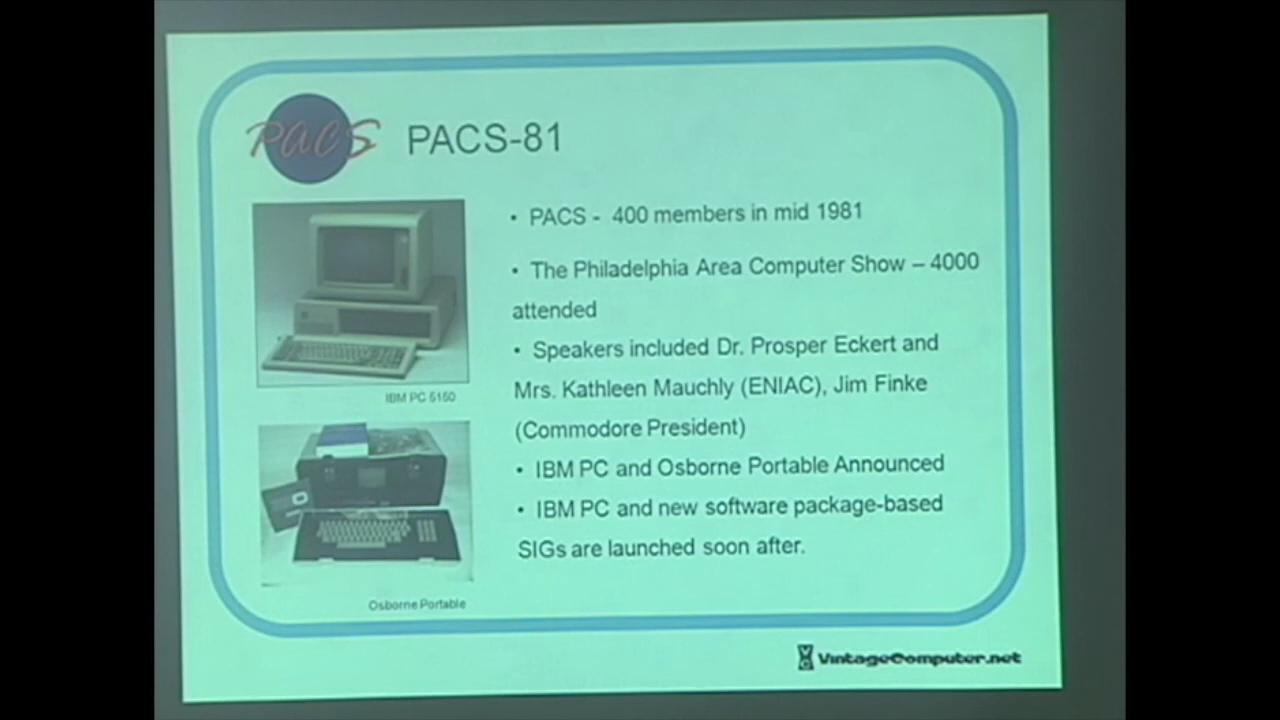 PACS PACS-81
• PACS - 400 members in mid 1981
• The Philadelphia Area Computer Show – 4000
attended
• Speakers included Dr. Prosper Eckert and
Mrs. Kathleen Mauchly (ENIAC), Jim Finke
(Commodore President)
• IBM PC and Osborne Portable Announced
• IBM PC and new software package-based
SIGs are launched soon after.
IBM PC 5150
Osborne Portable
VintageComputer.net